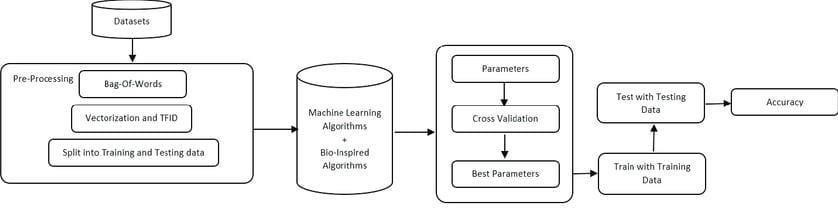 Datasets
Pre-Processing
Bag-Of-Words
Vectorization and TFID
Split into Training and Testing data
Machine Learning
Algorithms
+
Bio-Inspired
Algorithms
Parameters
Cross Validation
Best Parameters
Train with Training
Data
Test with Testing
Data
Accuracy